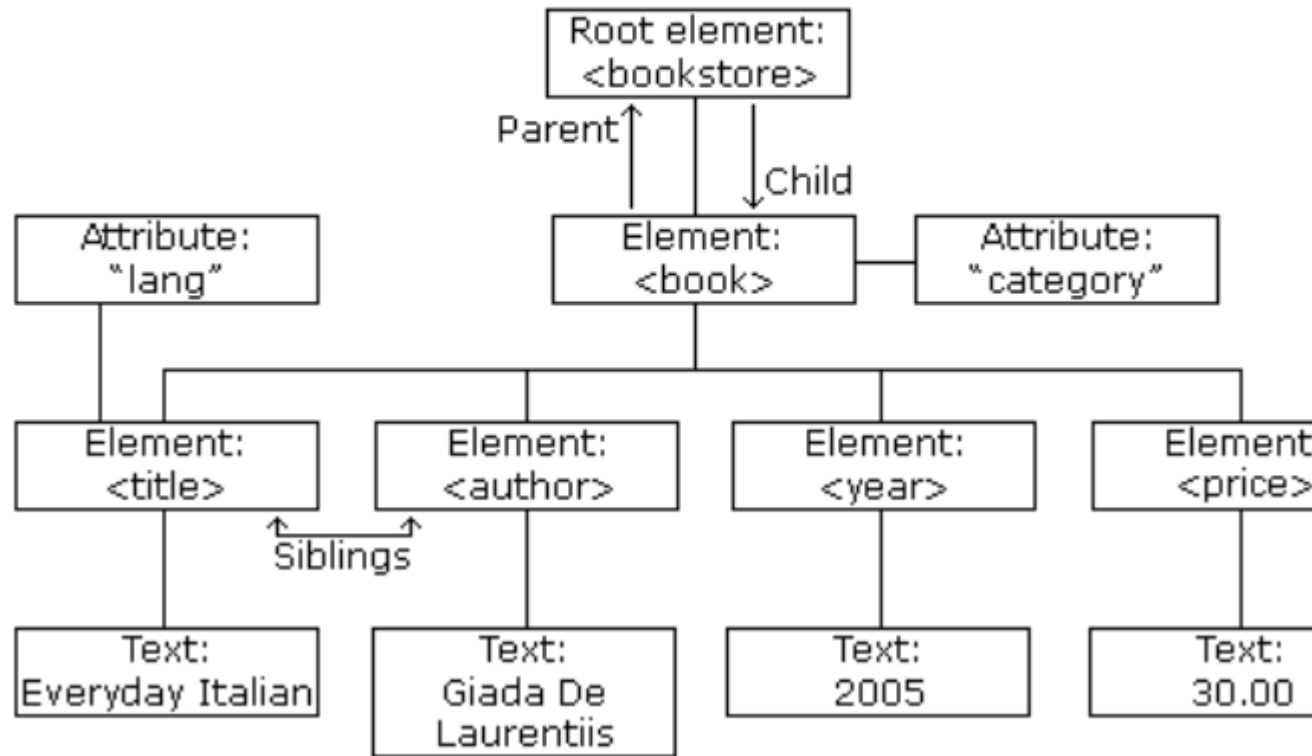 Root element:
<bookstore>
Parent
Child
Attribute:
“lang”
Element:
<book>
Attribute:
“category”
Element:
<title>
Element:
<author>
Element:
<year>
Element
<price>
Siblings
Text:
Everyday Italian
Text:
Giada De
Laurentiis
Text:
2005
Text:
30.00